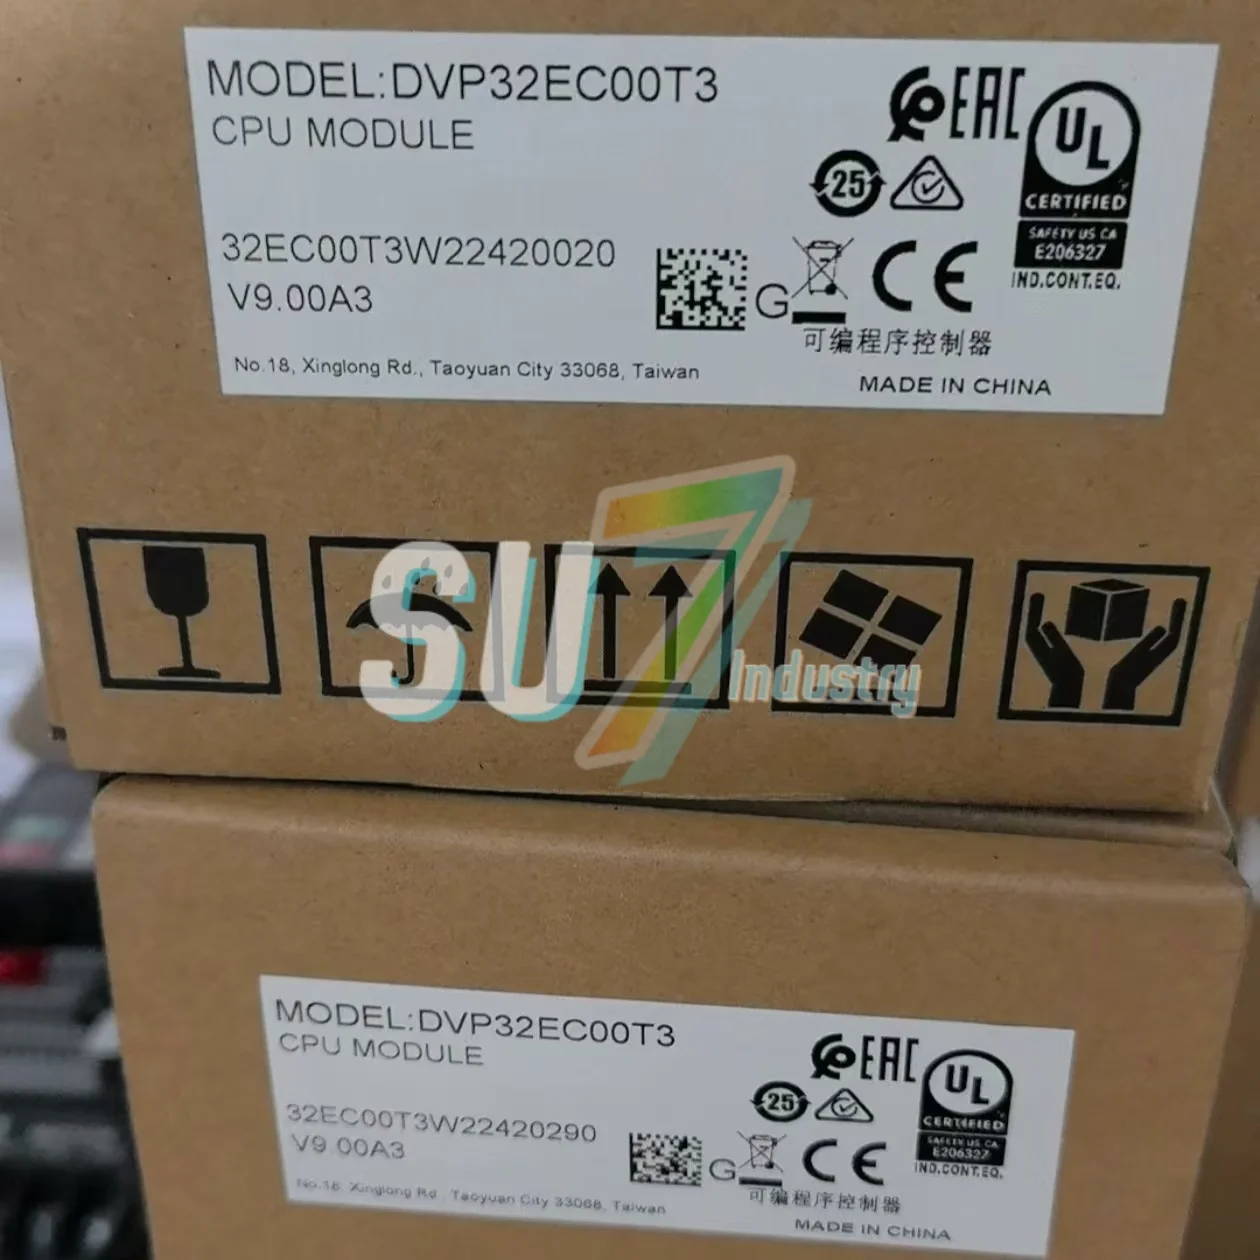 MODEL:DVP32EC00T3
CPU MODULE
EAC
25
UL
CERTIFIED
SAFETY US CA
E206327
IND.CONT.EQ.
32EC00T3W22420020
V9.00A3
G
CE
可编程序控制器
No.18, Xinglong Rd., Taoyuan City 33068, Taiwan
MADE IN CHINA
SU7
Industry
MODEL:DVP32EC00T3
CPU MODULE
EAC
25
UL
CERTIFIED
SAFETY US CA
E206327
IND.CONT.EQ.
32EC00T3W22420290
V9.00A3
G
CE
可编程序控制器
No.18, Xinglong Rd., Taoyuan City 33068, Taiwan
MADE IN CHINA